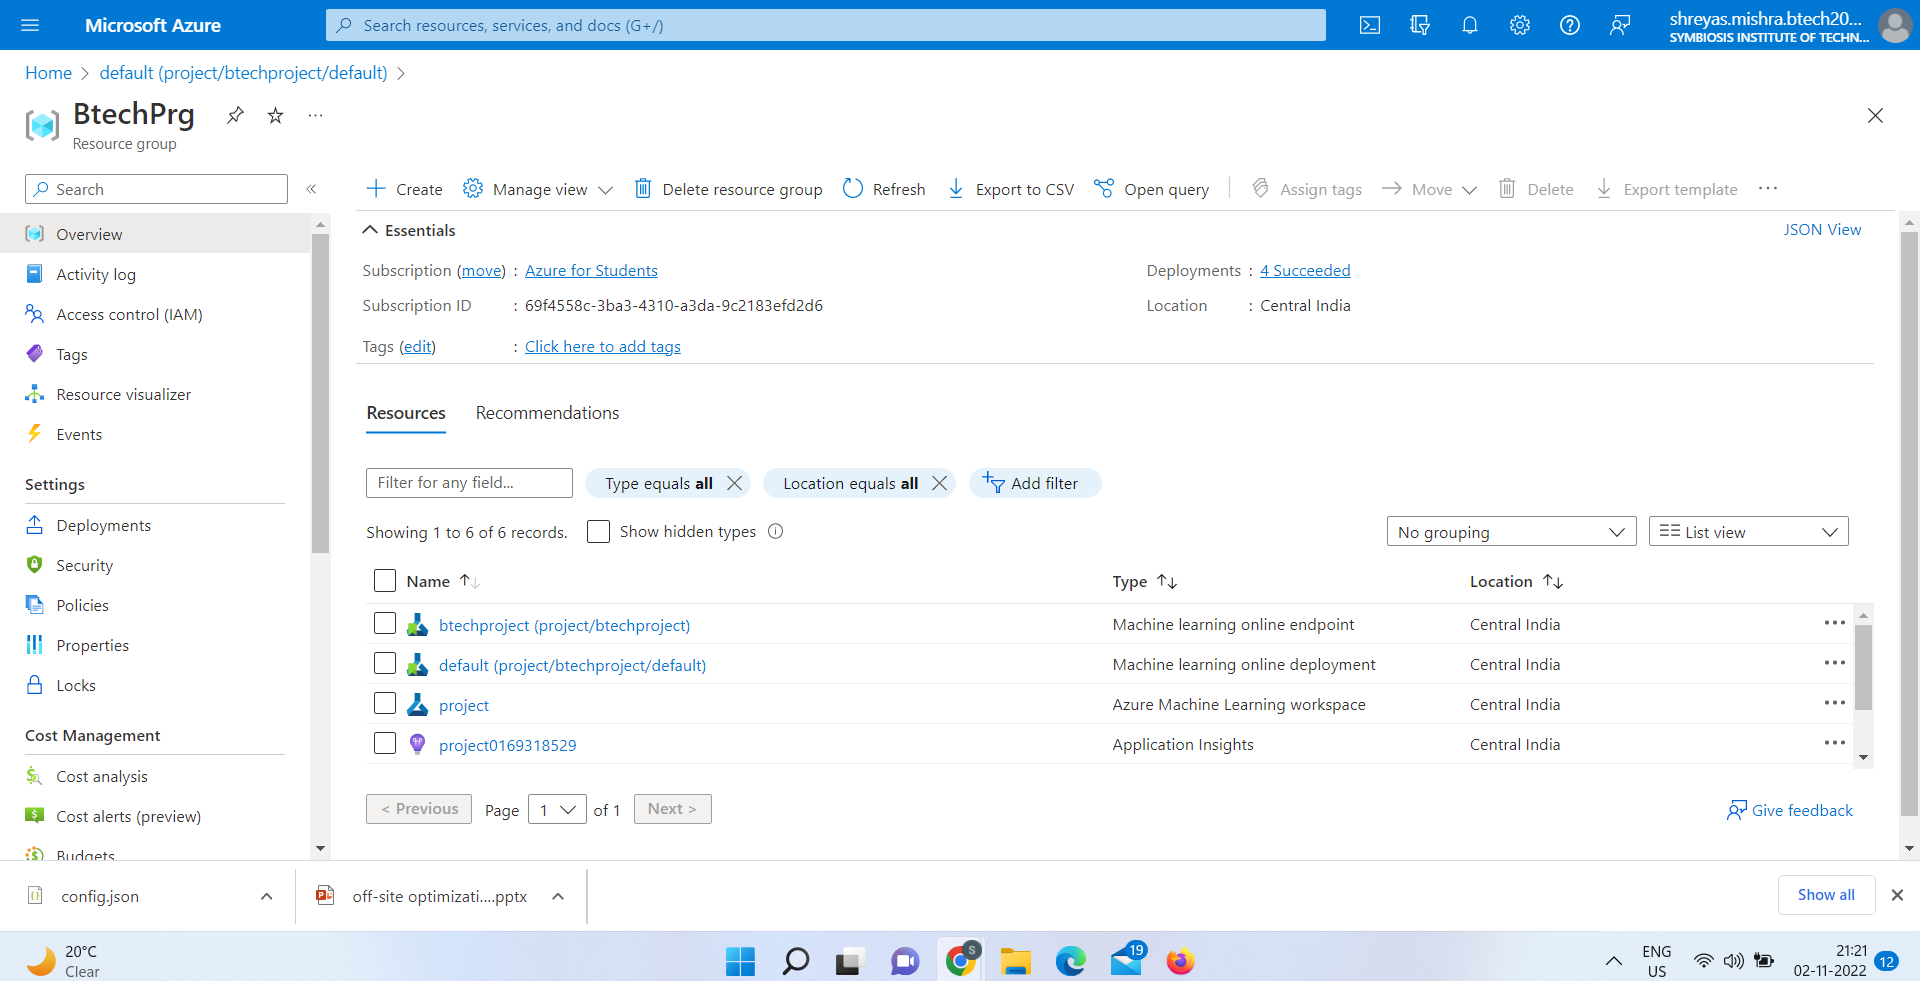 Microsoft Azure
Search resources, services, and docs (G+/)
shreyas.mishra.btech20...
SYMBIOSIS INSTITUTE OF TECHN...
Home > default (project/btechproject/default) >
BtechPrg
Resource group
Search
Create
Manage view
Delete resource group
Refresh
Export to CSV
Open query
Assign tags
Move
Delete
Export template
Overview
Activity log
Access control (IAM)
Tags
Resource visualizer
Events
Settings
Deployments
Security
Policies
Properties
Locks
Cost Management
Cost analysis
Cost alerts (preview)
Budgets
Essentials
JSON View
Subscription (move) : Azure for Students
Deployments : 4 Succeeded
Subscription ID : 69f4558c-3ba3-4310-a3da-9c2183efd2d6
Location : Central India
Tags (edit) : Click here to add tags
Resources Recommendations
Filter for any field...
Type equals all
Location equals all
Add filter
Showing 1 to 6 of 6 records.
Show hidden types
No grouping
List view
Name Type Location
btechproject (project/btechproject) Machine learning online endpoint Central India
default (project/btechproject/default) Machine learning online deployment Central India
project Azure Machine Learning workspace Central India
project0169318529 Application Insights Central India
< Previous Page 1 of 1 Next >
Give feedback
config.json
off-site optimizati....pptx
Show all
20°C
Clear
S
19
ENG
US
21:21
02-11-2022
12